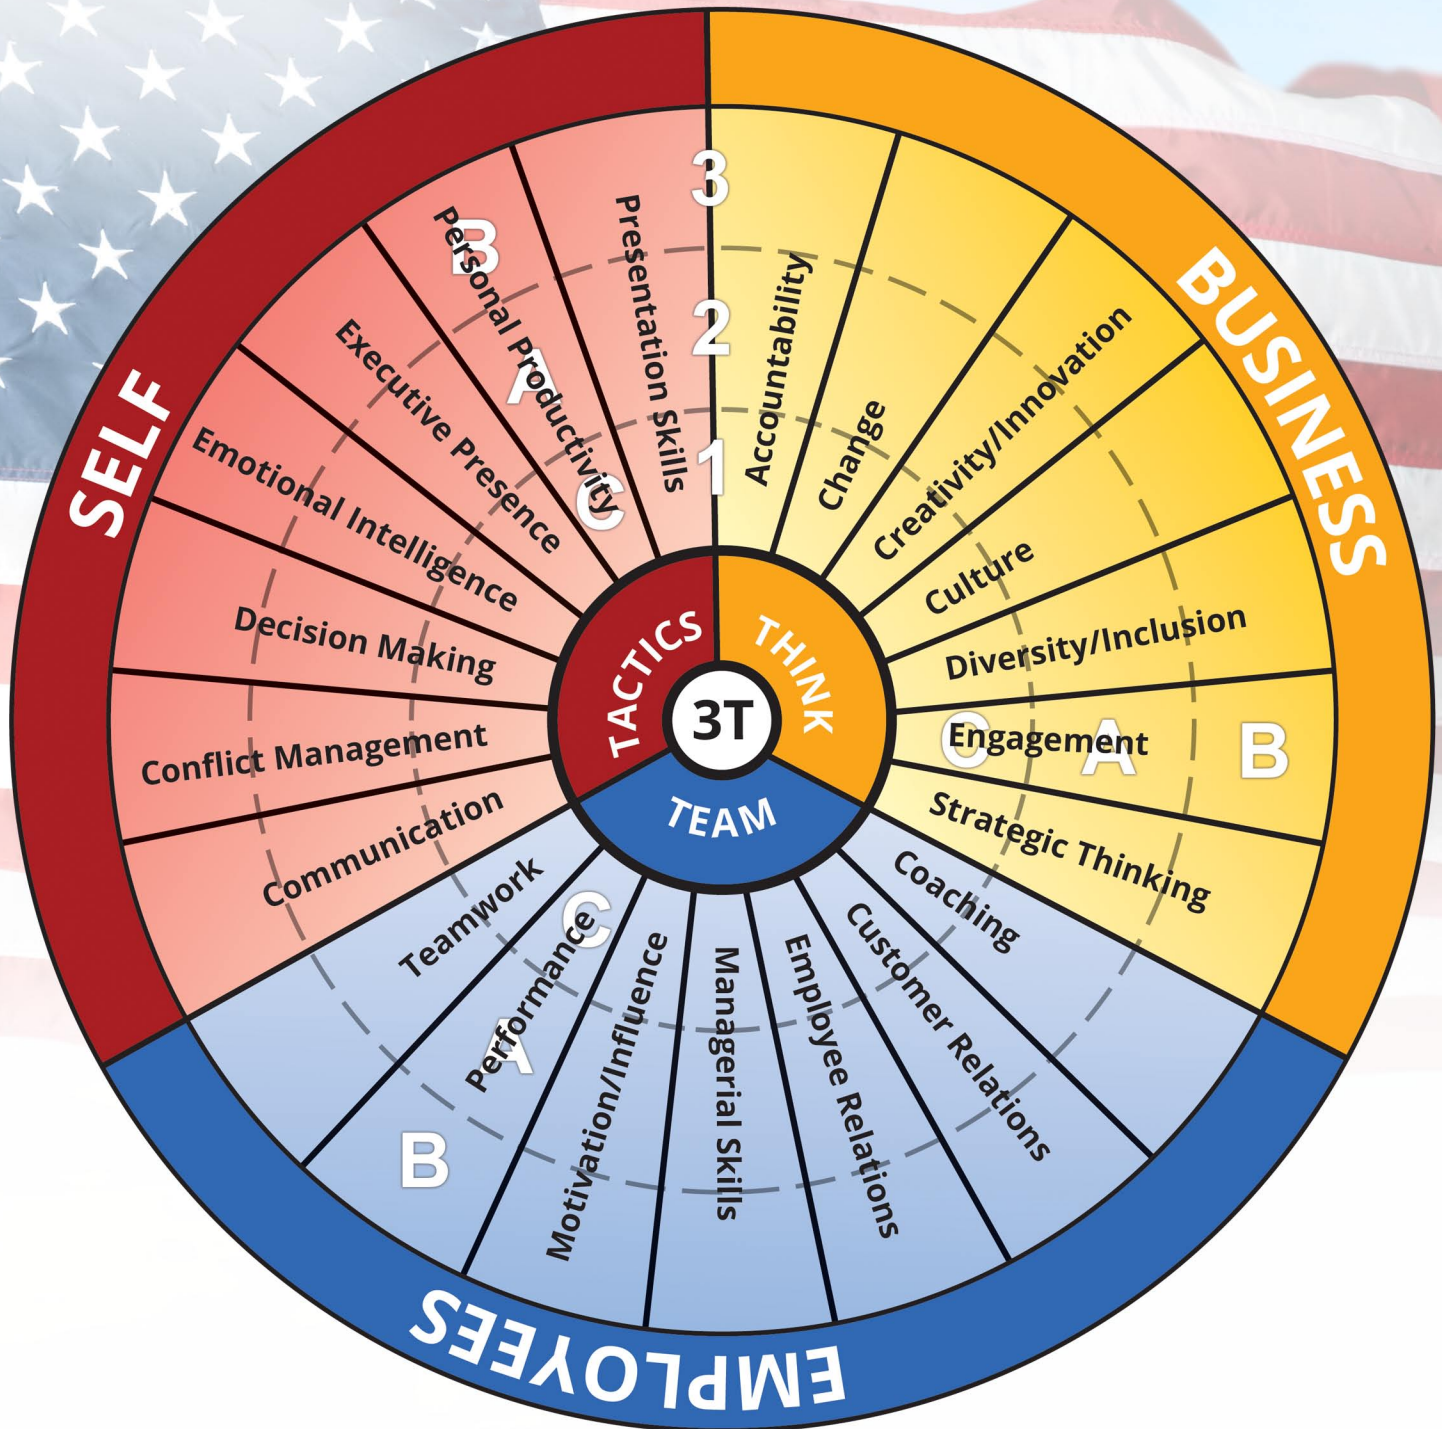 SELF
BUSINESS
EMPLOYEES
3
2
1
Accountability
Change
Creativity/Innovation
Culture
Diversity/Inclusion
Engagement
C
A
B
Strategic Thinking
Coaching
Customer Relations
Employee Relations
Managerial Skills
Motivation/Influence
Performance
C
A
B
Teamwork
Communication
Conflict Management
Decision Making
Emotional Intelligence
Executive Presence
Personal Productivity
B
A
C
Presentation Skills
TACTICS
THINK
TEAM
3T